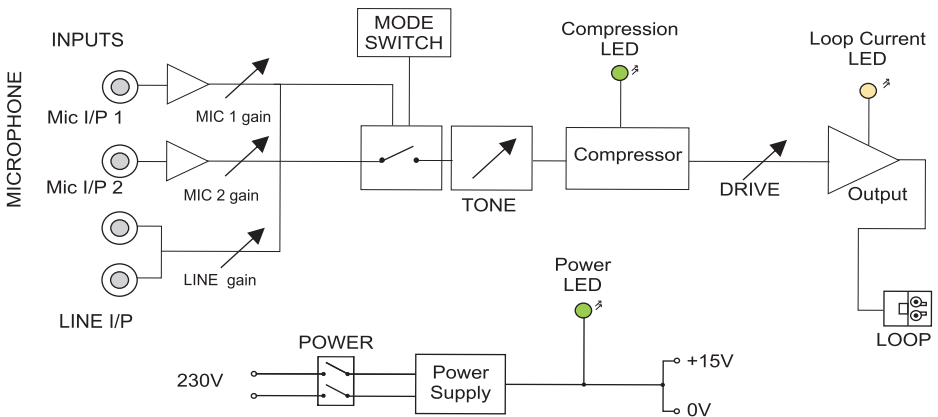 INPUTS
MODE
SWITCH
Compression
LED
Loop Current
LED
MICROPHONE
Mic I/P 1
MIC 1 gain
Mic I/P 2
MIC 2 gain
TONE
Compressor
DRIVE
Output
LINE gain
LINE I/P
Power
LED
LOOP
POWER
230V
Power
Supply
+15V
0V